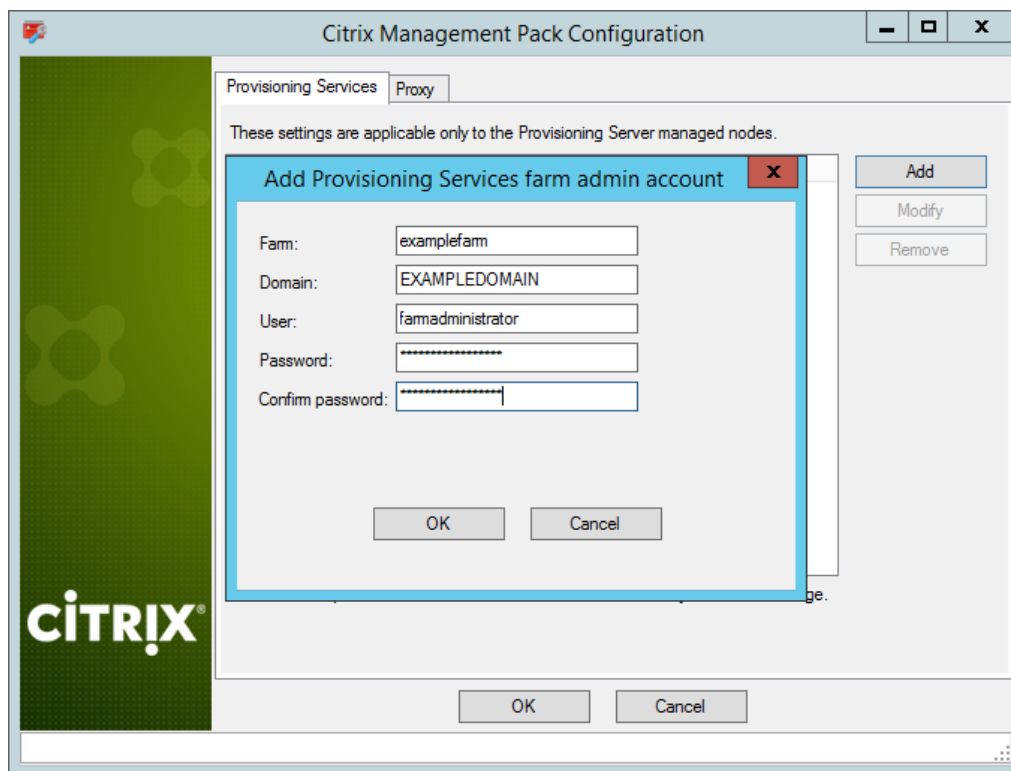 Citrix Management Pack Configuration
Provisioning Services
Proxy
These settings are applicable only to the Provisioning Server managed nodes.
Add Provisioning Services farm admin account
Add
Modify
Remove
Farm:
examplefarm
Domain:
EXAMPLEDOMAIN
User:
farmadministrator
Password:
*****************
Confirm password:
*****************
OK
Cancel
ge.
CİTRIX®
OK
Cancel